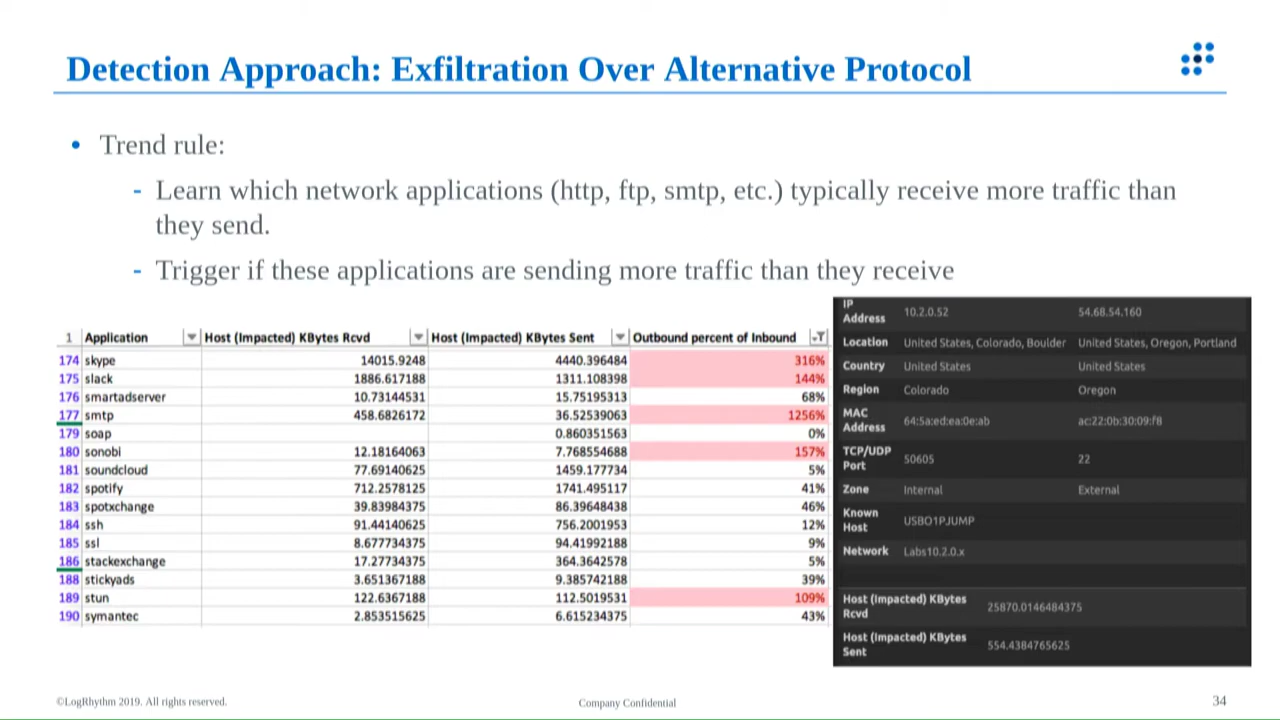 Detection Approach: Exfiltration Over Alternative Protocol
• Trend rule:
- Learn which network applications (http, ftp, smtp, etc.) typically receive more traffic than
they send.
- Trigger if these applications are sending more traffic than they receive
1 Application Host (Impacted) KBytes Rcvd Host (Impacted) KBytes Sent Outbound percent of Inbound
174 skype 14015.9248 4440.396484 316%
175 slack 1886.617188 1311.108398 144%
176 smartadserver 10.73144531 15.75195313 68%
177 smtp 458.6826172 36.52539063 1256%
179 soap 0.860351563 0%
180 sonobi 12.18164063 7.768554688 157%
181 soundcloud 77.69140625 1459.177734 5%
182 spotify 712.2578125 1741.495117 41%
183 spotxchange 39.83984375 86.39648438 46%
184 ssh 91.44140625 756.2001953 12%
185 ssl 8.677734375 94.41992188 9%
186 stackexchange 17.27734375 364.3642578 5%
188 stickyads 3.651367188 9.385742188 39%
189 stun 122.6367188 112.5019531 109%
190 symantec 2.853515625 6.615234375 43%
IP
Address 10.2.0.52 54.68.54.160
Location United States, Colorado, Boulder United States, Oregon, Portland
Country United States United States
Region Colorado Oregon
MAC
Address 64:5a:ed:ea:0e:ab ac:22:0b:30:09:f8
TCP/UDP
Port 50605 22
Zone Internal External
Known
Host USBO1PJUMP
Network Labs10.2.0.x
Host (Impacted) KBytes
Rcvd 25870.0146484375
Host (Impacted) KBytes
Sent 554.4384765625
©LogRhythm 2019. All rights reserved. Company Confidential 34